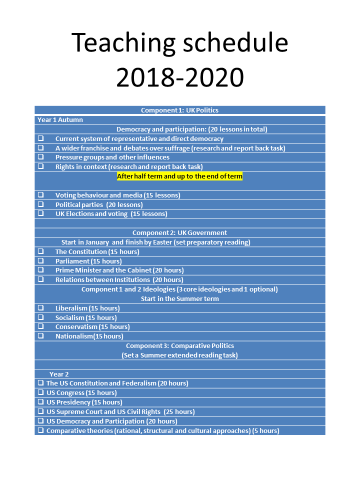 Teaching schedule
2018-2020
Component 1: UK Politics
Year 1 Autumn
Democracy and participation: (20 lessons in total)
❑ Current system of representative and direct democracy
❑ A wider franchise and debates over suffrage (research and report back task)
❑ Pressure groups and other influences
❑ Rights in context (research and report back task)
After half term and up to the end of term
❑ Voting behaviour and media (15 lessons)
❑ Political parties (20 lessons)
❑ UK Elections and voting (15 lessons)
Component 2: UK Government
Start in January and finish by Easter (set preparatory reading)
❑ The Constitution (15 hours)
❑ Parliament (15 hours)
❑ Prime Minister and the Cabinet (20 hours)
❑ Relations between Institutions (20 hours)
Component 1 and 2 Ideologies (3 core ideologies and 1 optional)
Start in the Summer term
❑ Liberalism (15 hours)
❑ Socialism (15 hours)
❑ Conservatism (15 hours)
❑ Nationalism (15 hours)
Component 3: Comparative Politics
(Set a Summer extended reading task)
Year 2
❑ The US Constitution and Federalism (20 hours)
❑ US Congress (15 hours)
❑ US Presidency (15 hours)
❑ US Supreme Court and US Civil Rights (25 hours)
❑ US Democracy and Participation (20 hours)
❑ Comparative theories (rational, structural and cultural approaches) (5 hours)